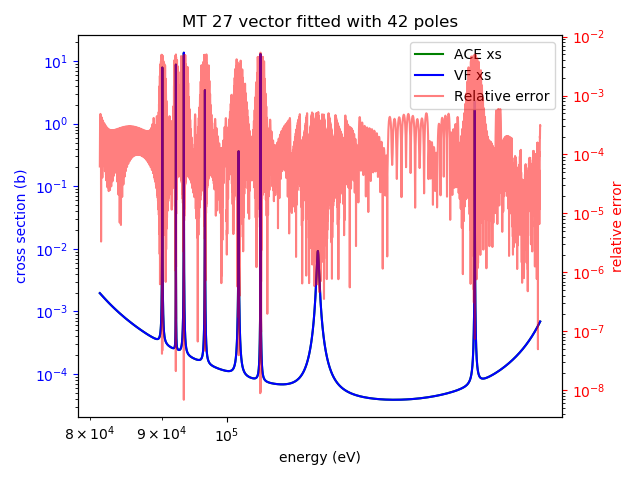 MT 27 vector fitted with 42 poles
ACE xs
VF xs
Relative error
cross section (b)
10¹
10⁰
10⁻¹
10⁻²
10⁻³
10⁻⁴
10⁻²
10⁻³
10⁻⁴
10⁻⁵
10⁻⁶
10⁻⁷
10⁻⁸
relative error
8 × 10⁴
9 × 10⁴
10⁵
energy (eV)